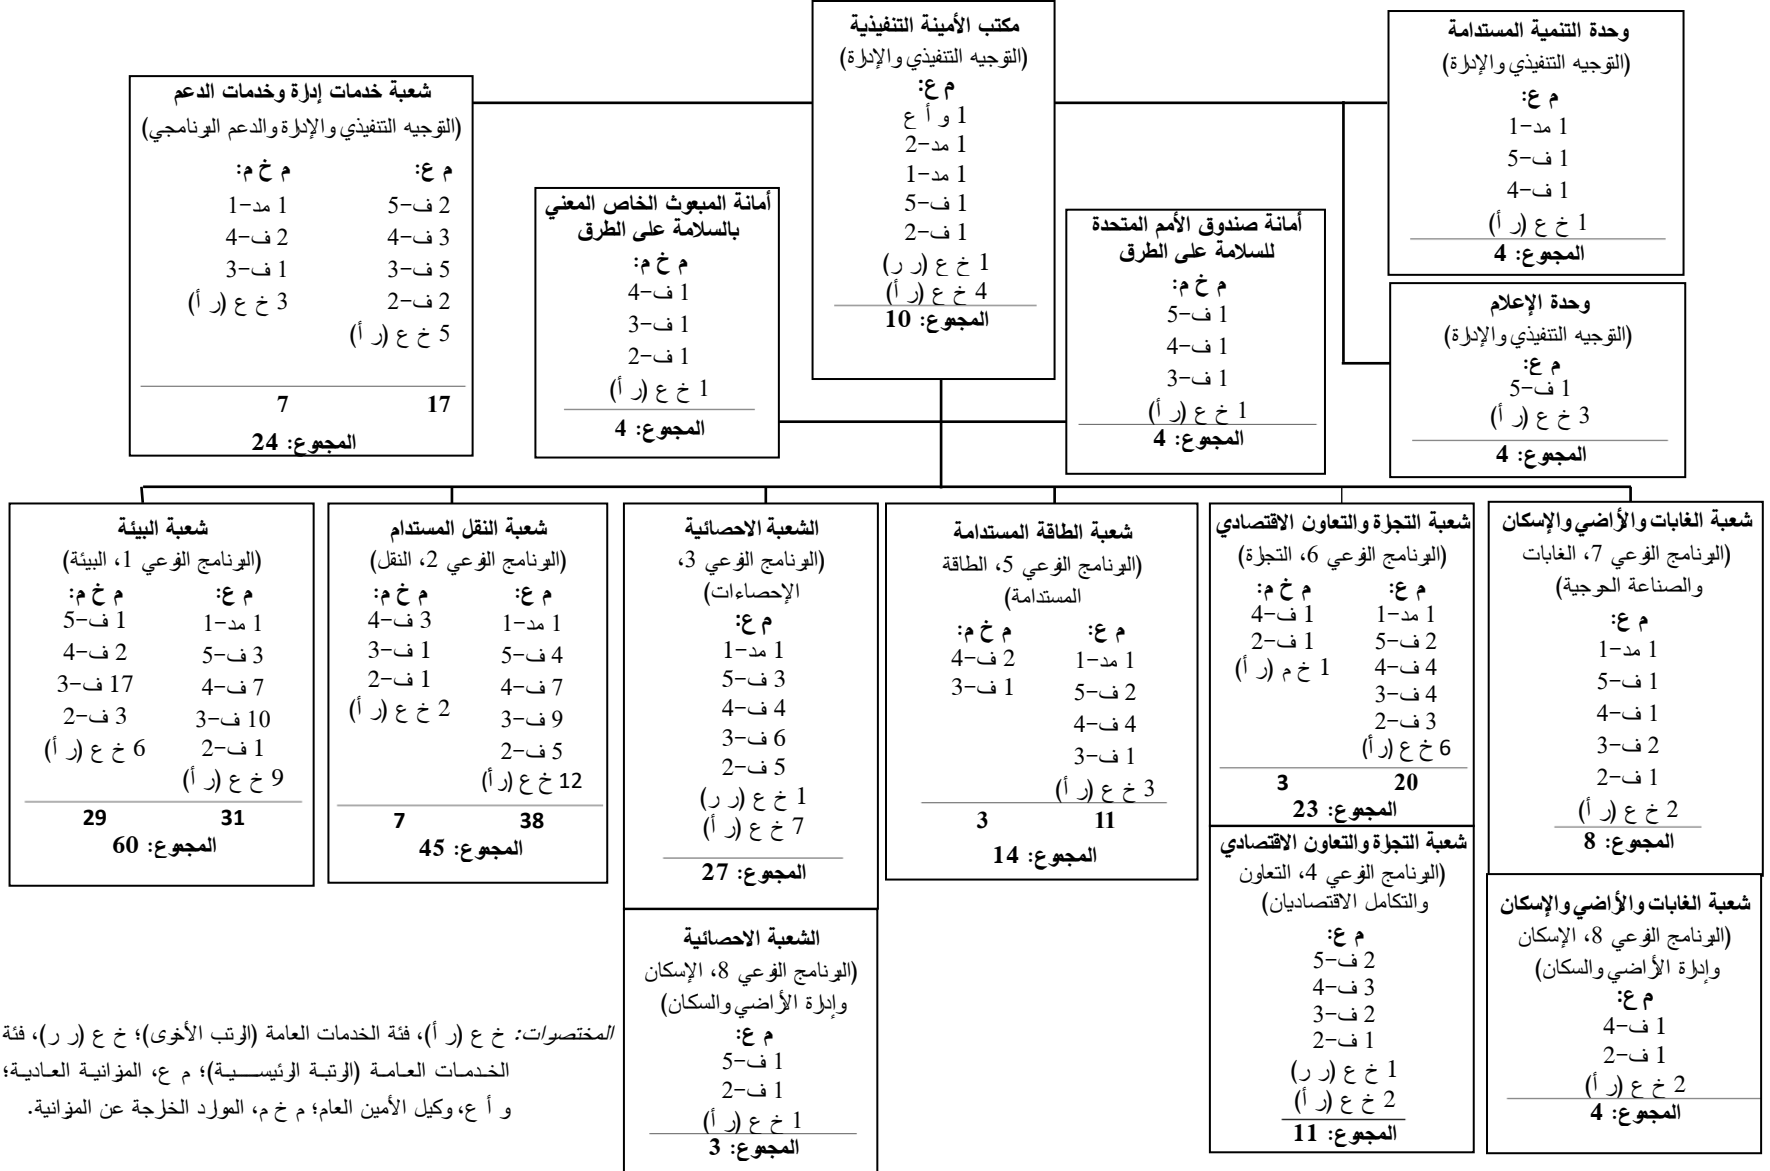 مكتب الأمينة التنفيذية
(التوجيه التنفيذي والإدارة)
م ع:
1 و أ ع
1 مد-2
1 مد-1
1 ف-5
1 ف-2
1 خ ع (ر ر)
4 خ ع (ر أ)
المجموع: 10
وحدة التنمية المستدامة
(التوجيه التنفيذي والإدارة)
م ع:
1 مد-1
1 ف-5
1 ف-4
1 خ ع (ر أ)
المجموع: 4
وحدة الإعلام
(التوجيه التنفيذي والإدارة)
م ع:
1 ف-5
3 خ ع (ر أ)
المجموع: 4
أمانة صندوق الأمم المتحدة
للسلامة على الطرق
م خ م:
1 ف-5
1 ف-4
1 ف-3
1 خ ع (ر أ)
المجموع: 4
أمانة المبعوث الخاص المعني
بالسلامة على الطرق
م خ م:
1 ف-4
1 ف-3
1 ف-2
1 خ ع (ر أ)
المجموع: 4
شعبة خدمات إدارة وخدمات الدعم
(التوجيه التنفيذي والإدارة والدعم البرنامجي)
م ع: م خ م:
2 ف-5 1 مد-1
3 ف-4 2 ف-4
5 ف-3 1 ف-3
2 ف-2 3 خ ع (ر أ)
5 خ ع (ر أ)
17 7
المجموع: 24
شعبة الغابات والأراضي والإسكان
(البرنامج الفرعي 7، الغابات
والصناعة الحرجية)
م ع:
1 مد-1
1 ف-5
1 ف-4
2 ف-3
1 ف-2
2 خ ع (ر أ)
المجموع: 8
شعبة الغابات والأراضي والإسكان
(البرنامج الفرعي 8، الإسكان
وإدارة الأراضي والسكان)
م ع:
1 ف-4
1 ف-2
2 خ ع (ر أ)
المجموع: 4
شعبة التجارة والتعاون الاقتصادي
(البرنامج الفرعي 6، التجارة)
م ع: م خ م:
1 مد-1 1 ف-4
2 ف-5 1 ف-2
4 ف-4 1 خ م (ر أ)
4 ف-3
3 ف-2
6 خ ع (ر أ)
20 3
المجموع: 23
شعبة التجارة والتعاون الاقتصادي
(البرنامج الفرعي 4، التعاون
والتكامل الاقتصاديان)
م ع:
2 ف-5
3 ف-4
2 ف-3
1 ف-2
1 خ ع (ر ر)
2 خ ع (ر أ)
المجموع: 11
شعبة الطاقة المستدامة
(البرنامج الفرعي 5، الطاقة
المستدامة)
م ع: م خ م:
1 مد-1 2 ف-4
2 ف-5 1 ف-3
4 ف-4
1 ف-3
3 خ ع (ر أ)
11 3
المجموع: 14
الشعبة الاحصائية
(البرنامج الفرعي 3،
الإحصاءات)
م ع:
1 مد-1
3 ف-5
4 ف-4
6 ف-3
5 ف-2
1 خ ع (ر ر)
7 خ ع (ر أ)
المجموع: 27
الشعبة الاحصائية
(البرنامج الفرعي 8، الإسكان
وإدارة الأراضي والسكان)
م ع:
1 ف-5
1 ف-2
1 خ ع (ر أ)
المجموع: 3
شعبة النقل المستدام
(البرنامج الفرعي 2، النقل)
م ع: م خ م:
1 مد-1 3 ف-4
4 ف-5 1 ف-3
7 ف-4 1 ف-2
9 ف-3 2 خ ع (ر أ)
5 ف-2
12 خ ع (ر أ)
38 7
المجموع: 45
شعبة البيئة
(البرنامج الفرعي 1، البيئة)
م ع: م خ م:
1 مد-1 1 ف-5
3 ف-5 2 ف-4
7 ف-4 17 ف-3
10 ف-3 3 ف-2
1 ف-2 6 خ ع (ر أ)
9 خ ع (ر أ)
31 29
المجموع: 60
المختصرات: خ ع (ر أ)، فئة الخدمات العامة (الرتب الأخرى)؛ خ ع (ر ر)، فئة
الخدمات العامة (الرتبة الرئيسية)؛ م ع، الميزانية العادية؛
و أ ع، وكيل الأمين العام؛ م خ م، الموارد الخارجة عن الميزانية.